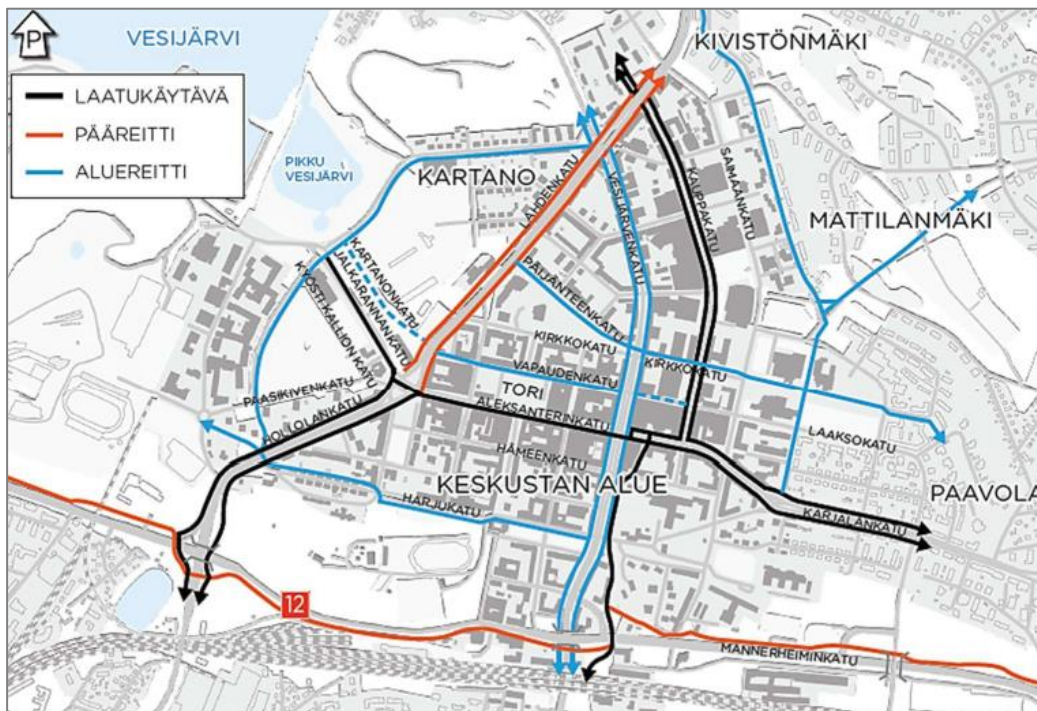 P
VESIJÄRVI
LAATUKÄYTÄVÄ
PÄÄREITTI
ALUEREITTI
PIKKU
VESIJÄRVI
KIVISTÖNMÄKI
KARTANO
LAHDENKATU
VESIJÄRVENKATU
KAUPPAKATU
SAIMAANKATU
MATTILANMÄKI
KARTANONKATU
JALKARANNANKATU
KYÖSTI KALLION KATU
PÄIJÄNTEENKATU
KIRKKOKATU
KIRKKOKATU
VAPAUDENKATU
TORI
ALEKSANTERINKATU
PAASIKIVENKATU
HOLLOLANKATU
HÄMEENKATU
KESKUSTAN ALUE
LAAKSOKATU
PAAVOLA
HARJUKATU
KARJALANKATU
12
MANNERHEIMINKATU